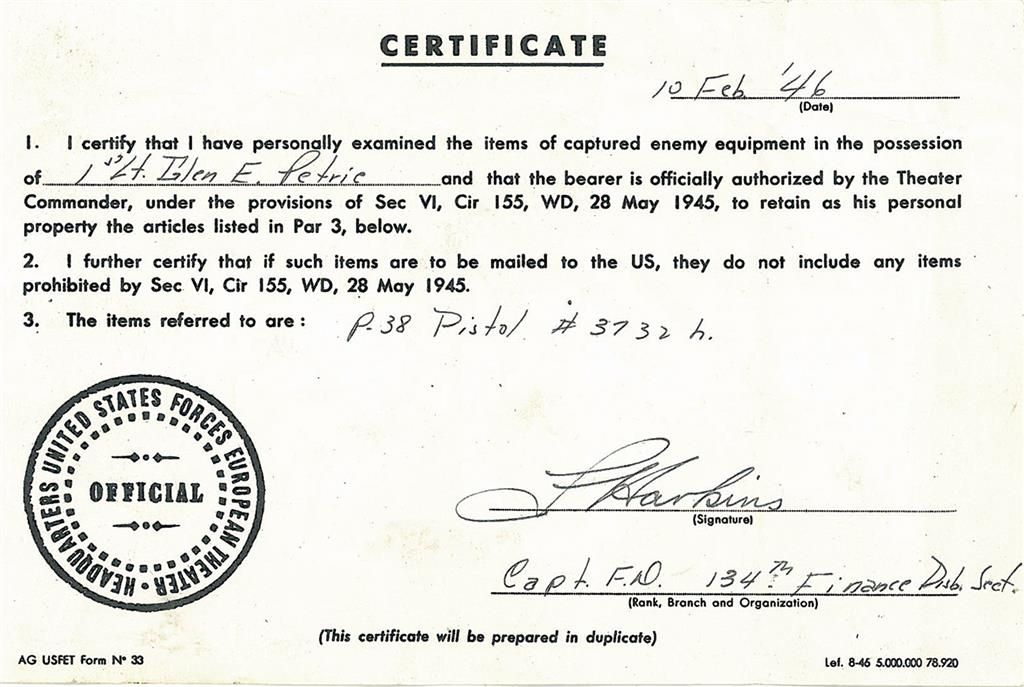 CERTIFICATE
10 Feb. '46
(Date)
1. I certify that I have personally examined the items of captured enemy equipment in the possession
of 1st Lt. Glen E. Petrie and that the bearer is officially authorized by the Theater
Commander, under the provisions of Sec VI, Cir 155, WD, 28 May 1945, to retain as his personal
property the articles listed in Par 3, below.
2. I further certify that if such items are to be mailed to the US, they do not include any items
prohibited by Sec VI, Cir 155, WD, 28 May 1945.
3. The items referred to are : P-38 Pistol # 3732 h.
HEADQUARTERS UNITED STATES FORCES EUROPEAN THEATER
OFFICIAL
Harkins
(Signature)
Capt. F.D. 134th Finance Disb. Sect.
(Rank, Branch and Organization)
(This certificate will be prepared in duplicate)
AG USFET Form N° 33
Lef. 8-46 5.000.000 78.920